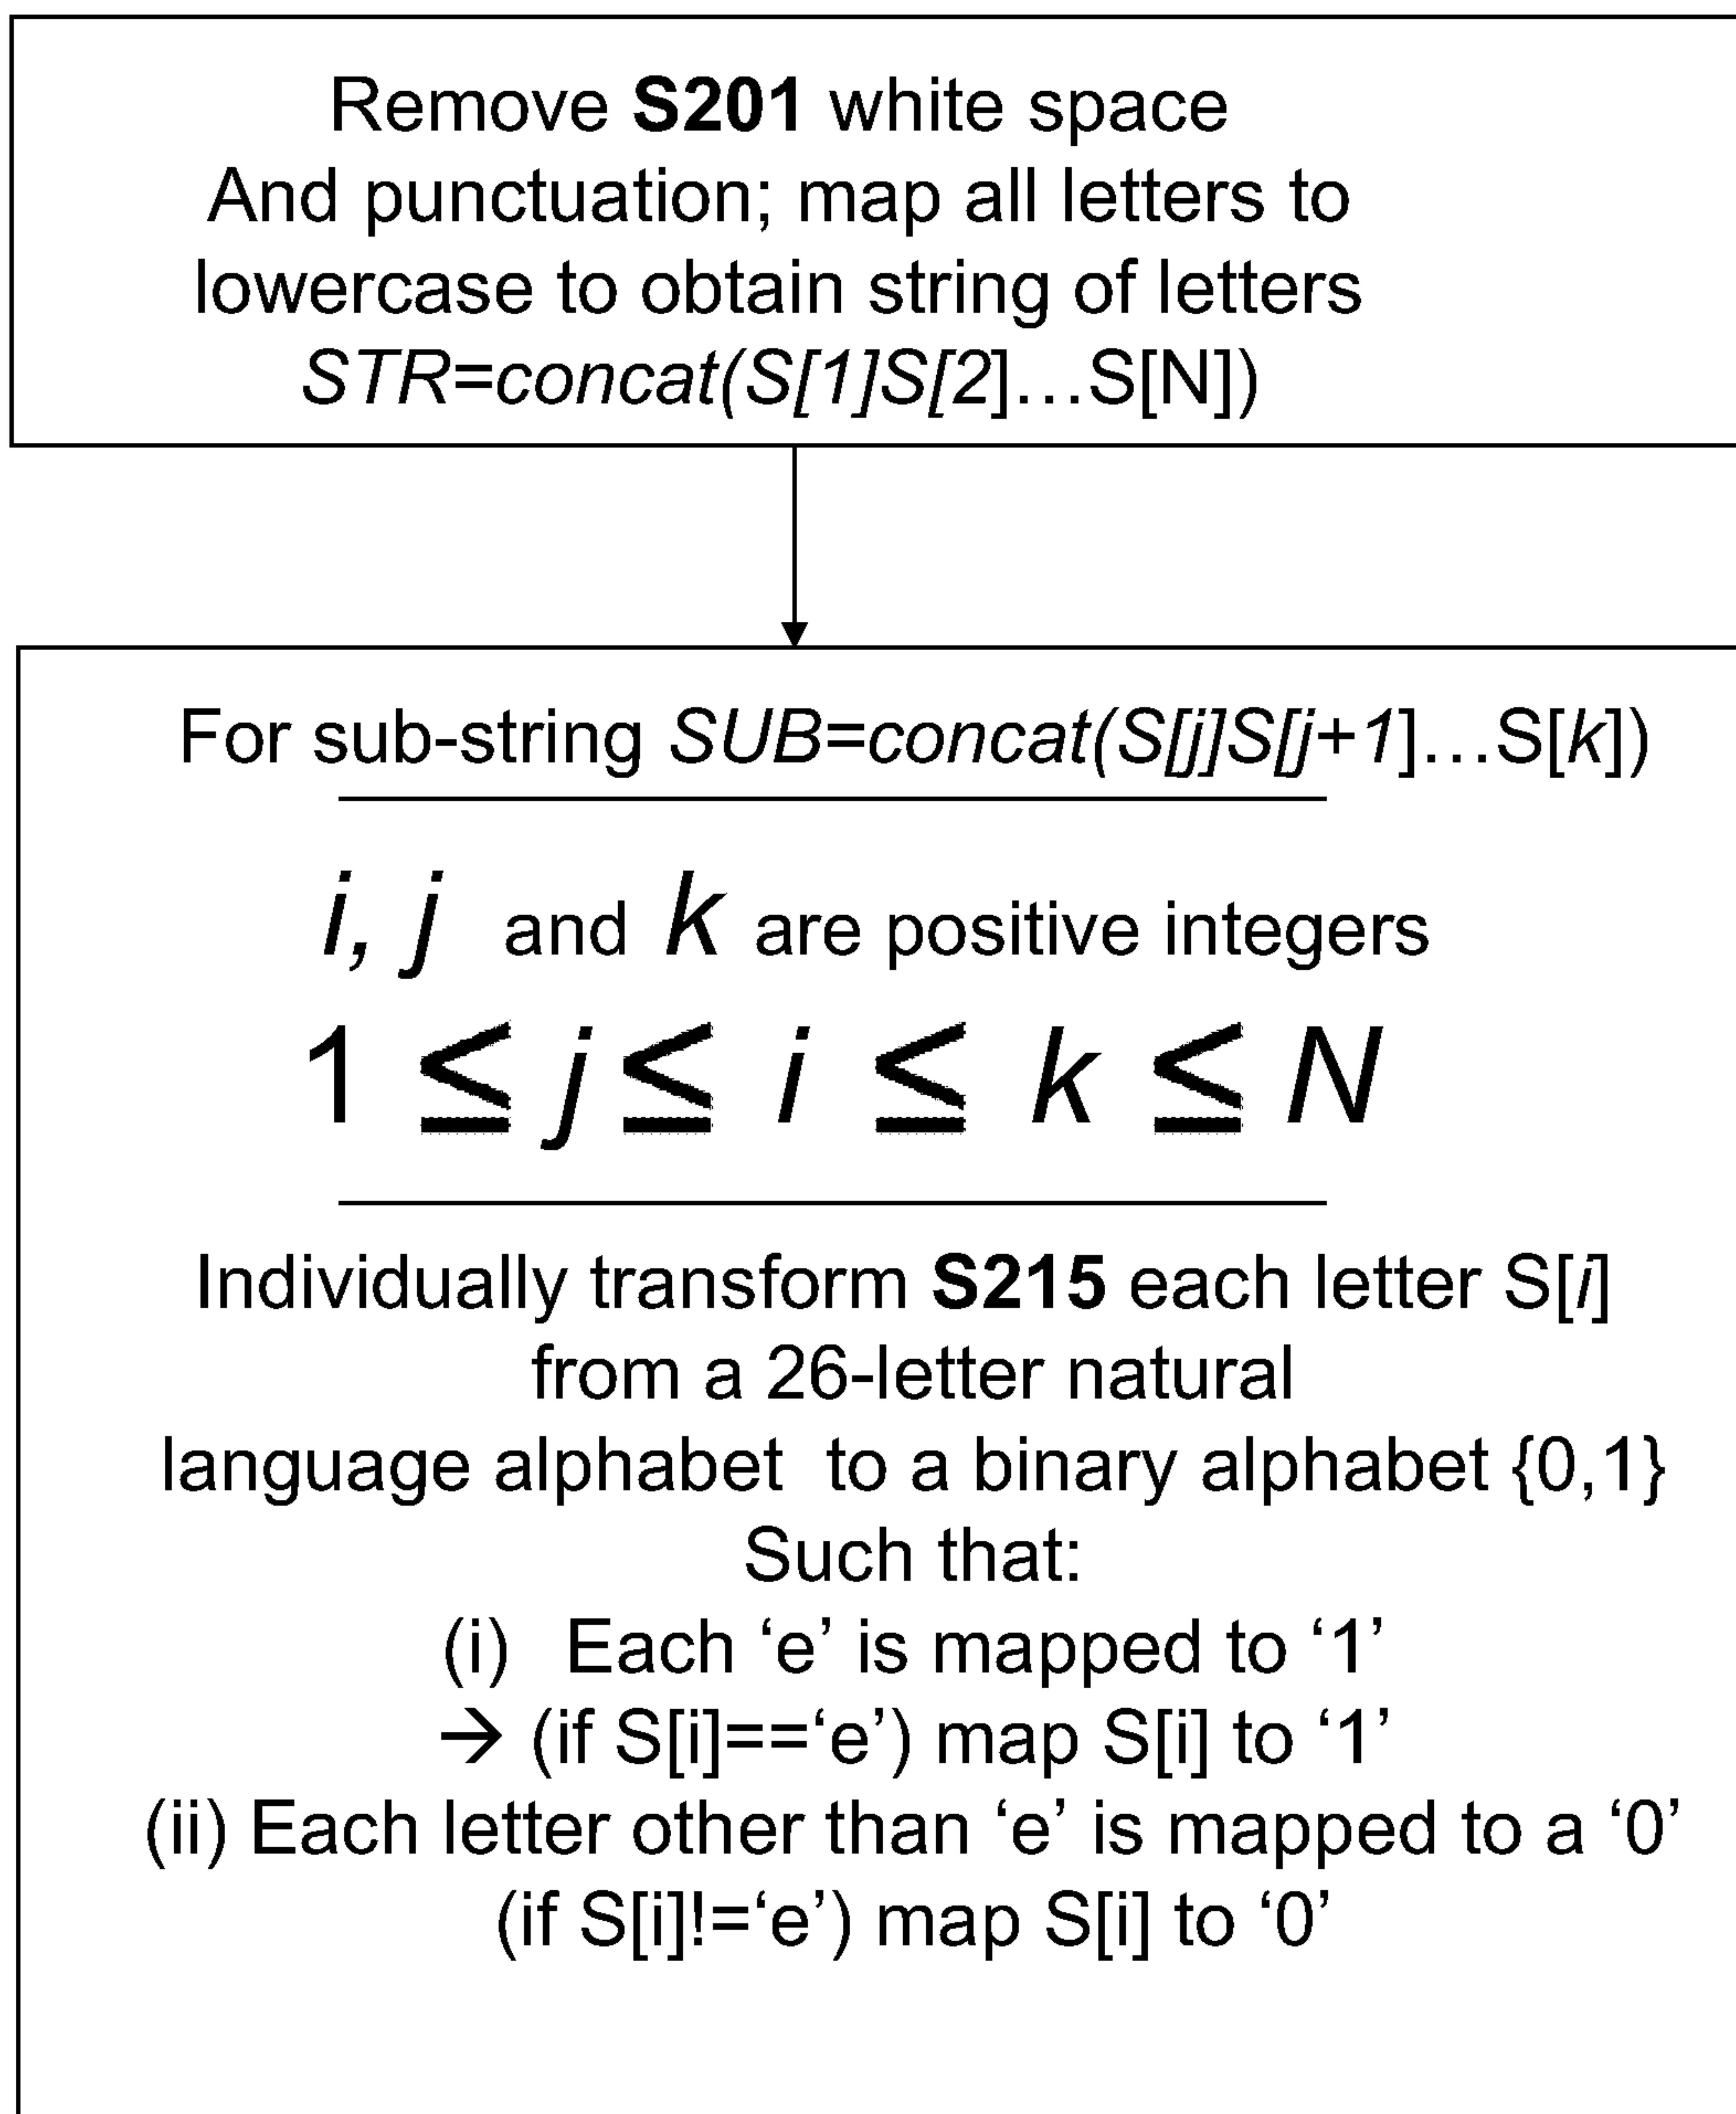 Remove S201 white space
And punctuation; map all letters to
lowercase to obtain string of letters
STR=concat(S[1]S[2]…S[N])
For sub-string SUB=concat(S[j]S[j+1]…S[k])
i, j and k are positive integers
1 ≤ j ≤ i ≤ k ≤ N
Individually transform S215 each letter S[i]
from a 26-letter natural
language alphabet to a binary alphabet {0,1}
Such that:
(i) Each ‘e’ is mapped to ‘1’
→ (if S[i]==‘e’) map S[i] to ‘1’
(ii) Each letter other than ‘e’ is mapped to a ‘0’
(if S[i]!=‘e’) map S[i] to ‘0’